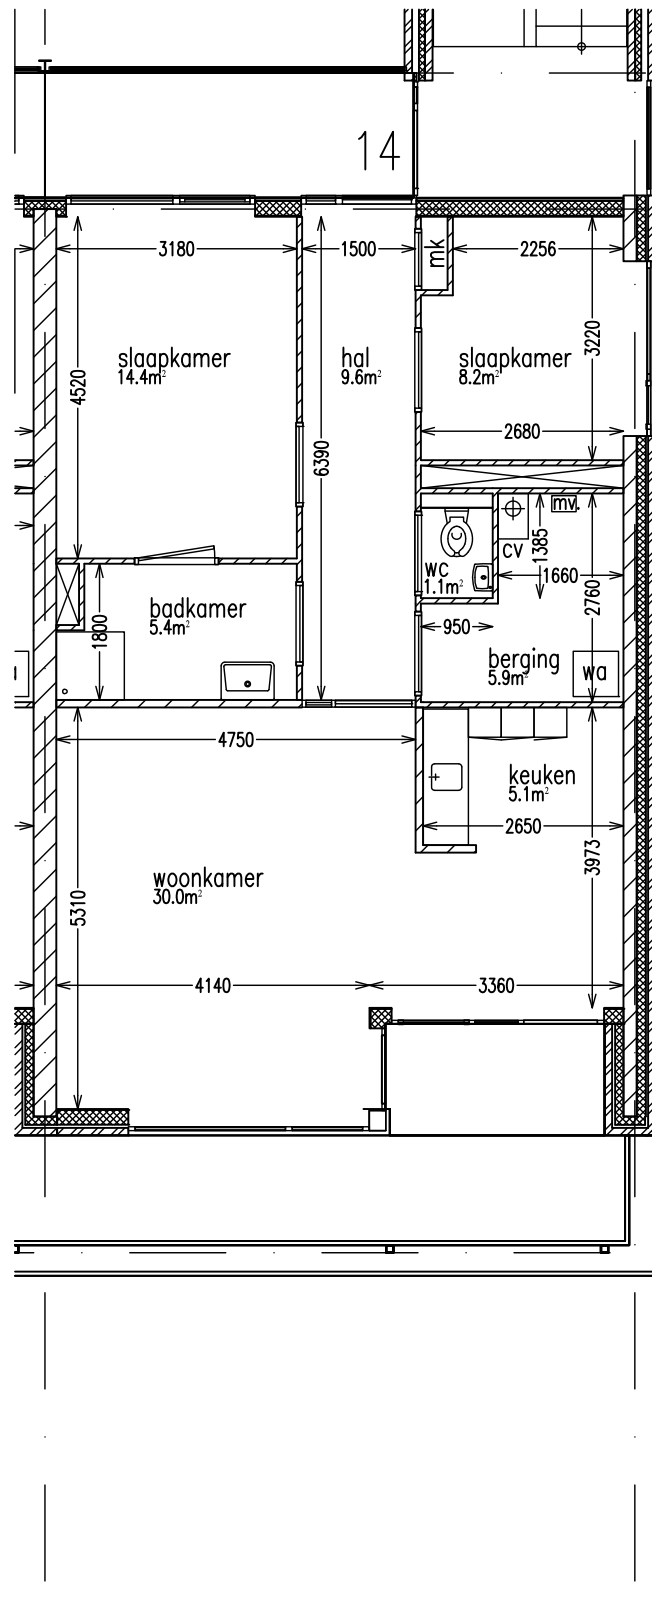 14
3180
1500
mk
2256
slaapkamer
14.4m²
hal
9.6m²
slaapkamer
8.2m²
3220
4520
6390
2680
mv.
cv
1385
wc
1.1m²
1660
2760
badkamer
5.4m²
1800
950
berging
5.9m²
wa
4750
keuken
5.1m²
2650
3973
woonkamer
30.0m²
5310
4140
3360